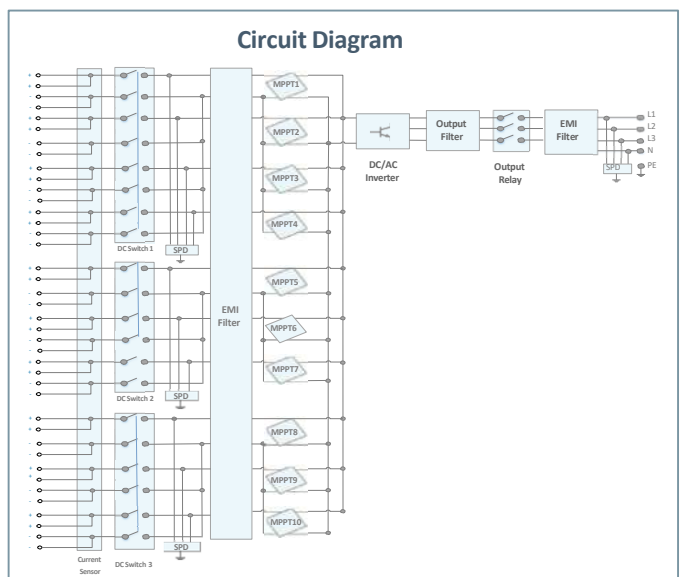 Circuit Diagram
MPPT1
MPPT2
MPPT3
MPPT4
SPD
DC Switch 1
MPPT5
EMI
Filter
MPPT6
MPPT7
SPD
DC Switch 2
MPPT8
MPPT9
MPPT10
SPD
Current
Sensor
DC Switch 3
DC/AC
Inverter
Output
Filter
Output
Relay
EMI
Filter
L1
L2
L3
N
PE
SPD